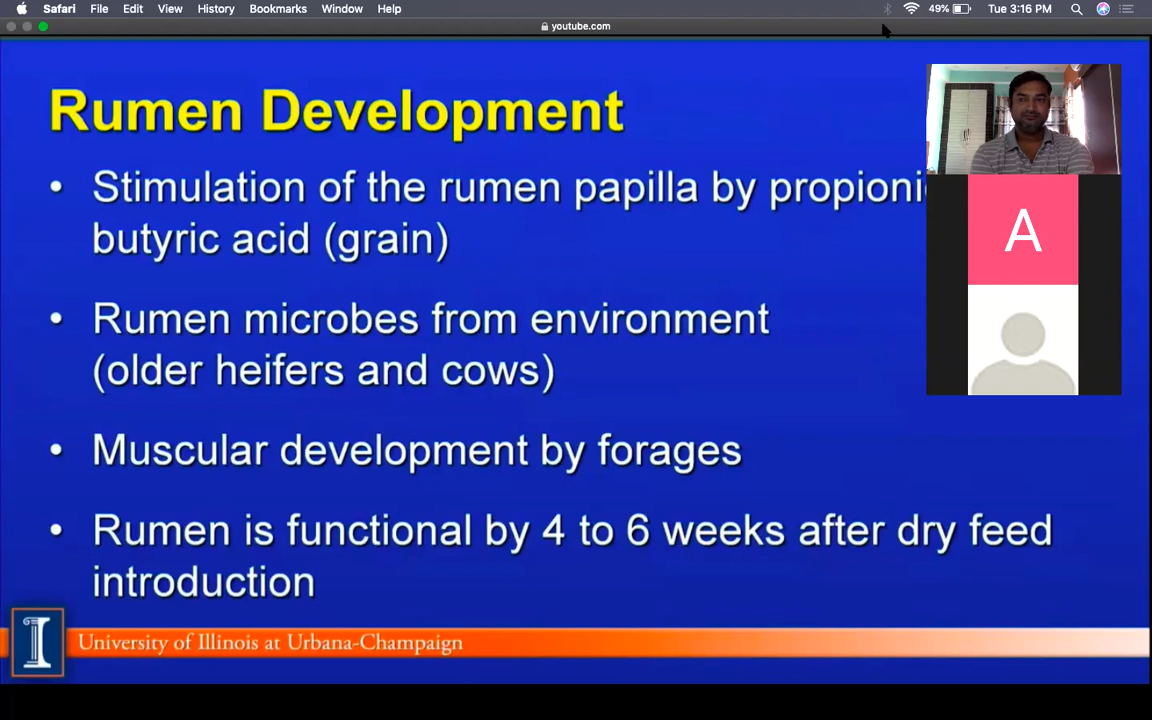 Safari File Edit View History Bookmarks Window Help 49% Tue 3:16 PM
youtube.com
Rumen Development
• Stimulation of the rumen papilla by
butyric acid (grain)
• Rumen microbes from environment
(older heifers and cows)
• Muscular development by forages
• Rumen is functional by 4 to 6 weeks after dry feed
introduction
I University of Illinois at Urbana-Champaign
A